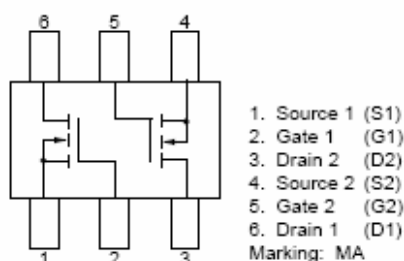 6 5 4
1 2 3
1. Source 1 (S1)
2. Gate 1 (G1)
3. Drain 2 (D2)
4. Source 2 (S2)
5. Gate 2 (G2)
6. Drain 1 (D1)
Marking: MA